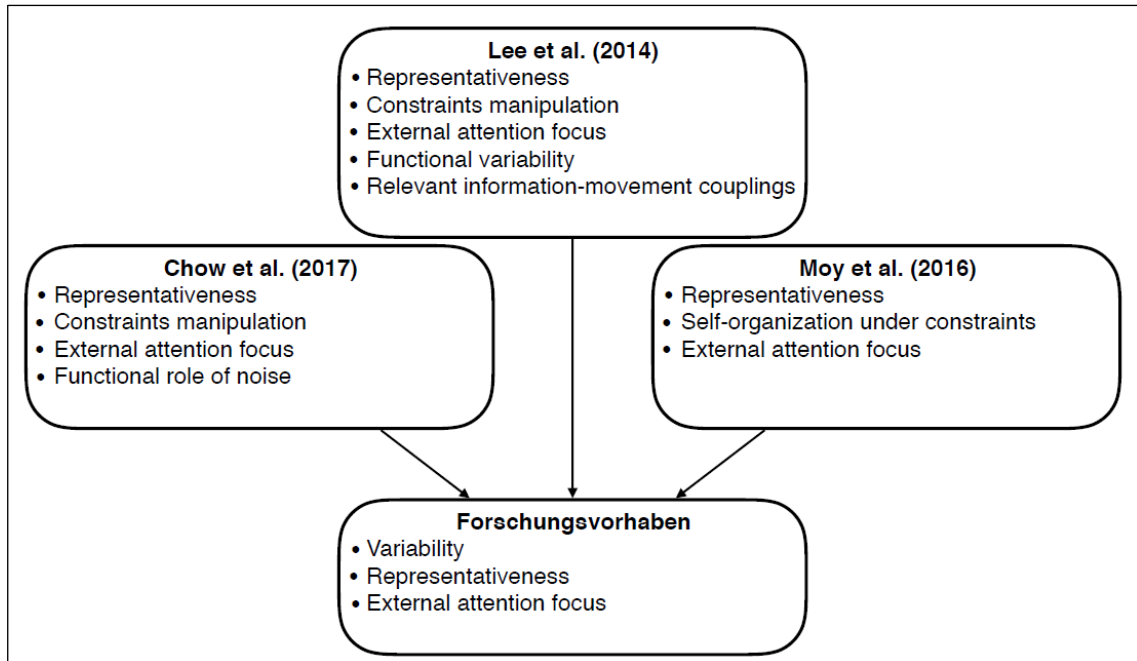 Lee et al. (2014)
• Representativeness
• Constraints manipulation
• External attention focus
• Functional variability
• Relevant information-movement couplings
Chow et al. (2017)
• Representativeness
• Constraints manipulation
• External attention focus
• Functional role of noise
Moy et al. (2016)
• Representativeness
• Self-organization under constraints
• External attention focus
Forschungsvorhaben
• Variability
• Representativeness
• External attention focus